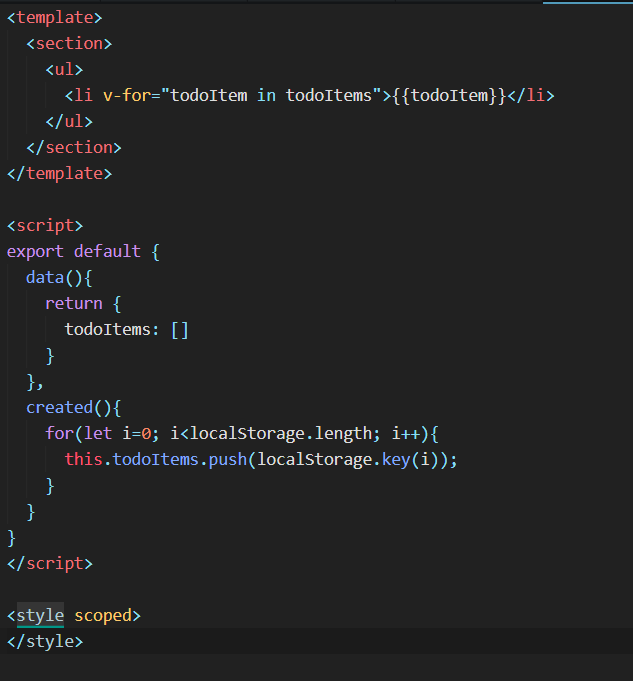 <template>
  <section>
    <ul>
      <li v-for="todoItem in todoItems">{{todoItem}}</li>
    </ul>
  </section>
</template>

<script>
export default {
  data(){
    return {
      todoItems: []
    }
  },
  created(){
    for(let i=0; i<localStorage.length; i++){
      this.todoItems.push(localStorage.key(i));
    }
  }
}
</script>

<style scoped>
</style>